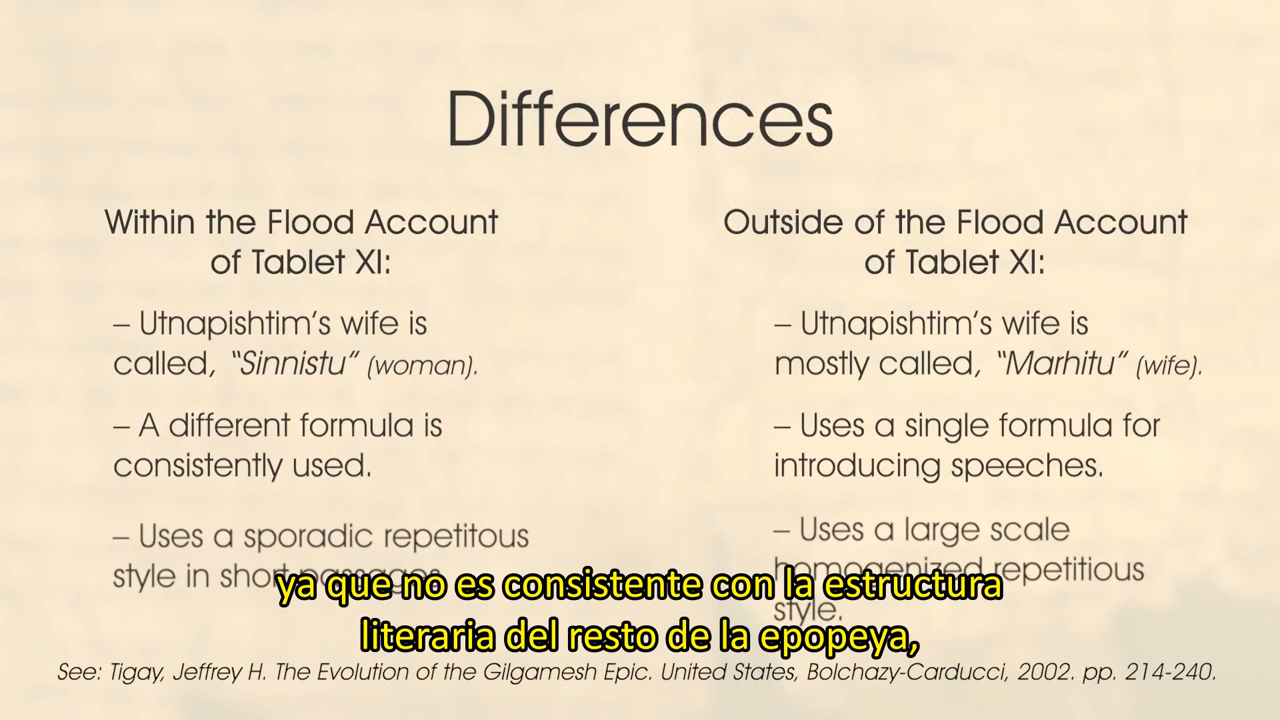 Differences
Within the Flood Account
of Tablet XI:
– Utnapishtim’s wife is
called, “Sinnistu” (woman).
– A different formula is
consistently used.
– Uses a sporadic repetitous
style in short passages.
Outside of the Flood Account
of Tablet XI:
– Utnapishtim’s wife is
mostly called, “Marhitu” (wife).
– Uses a single formula for
introducing speeches.
– Uses a large scale
homogenized repetitious
style.
ya que no es consistente con la estructura
literaria del resto de la epopeya,
See: Tigay, Jeffrey H. The Evolution of the Gilgamesh Epic. United States, Bolchazy-Carducci, 2002. pp. 214-240.